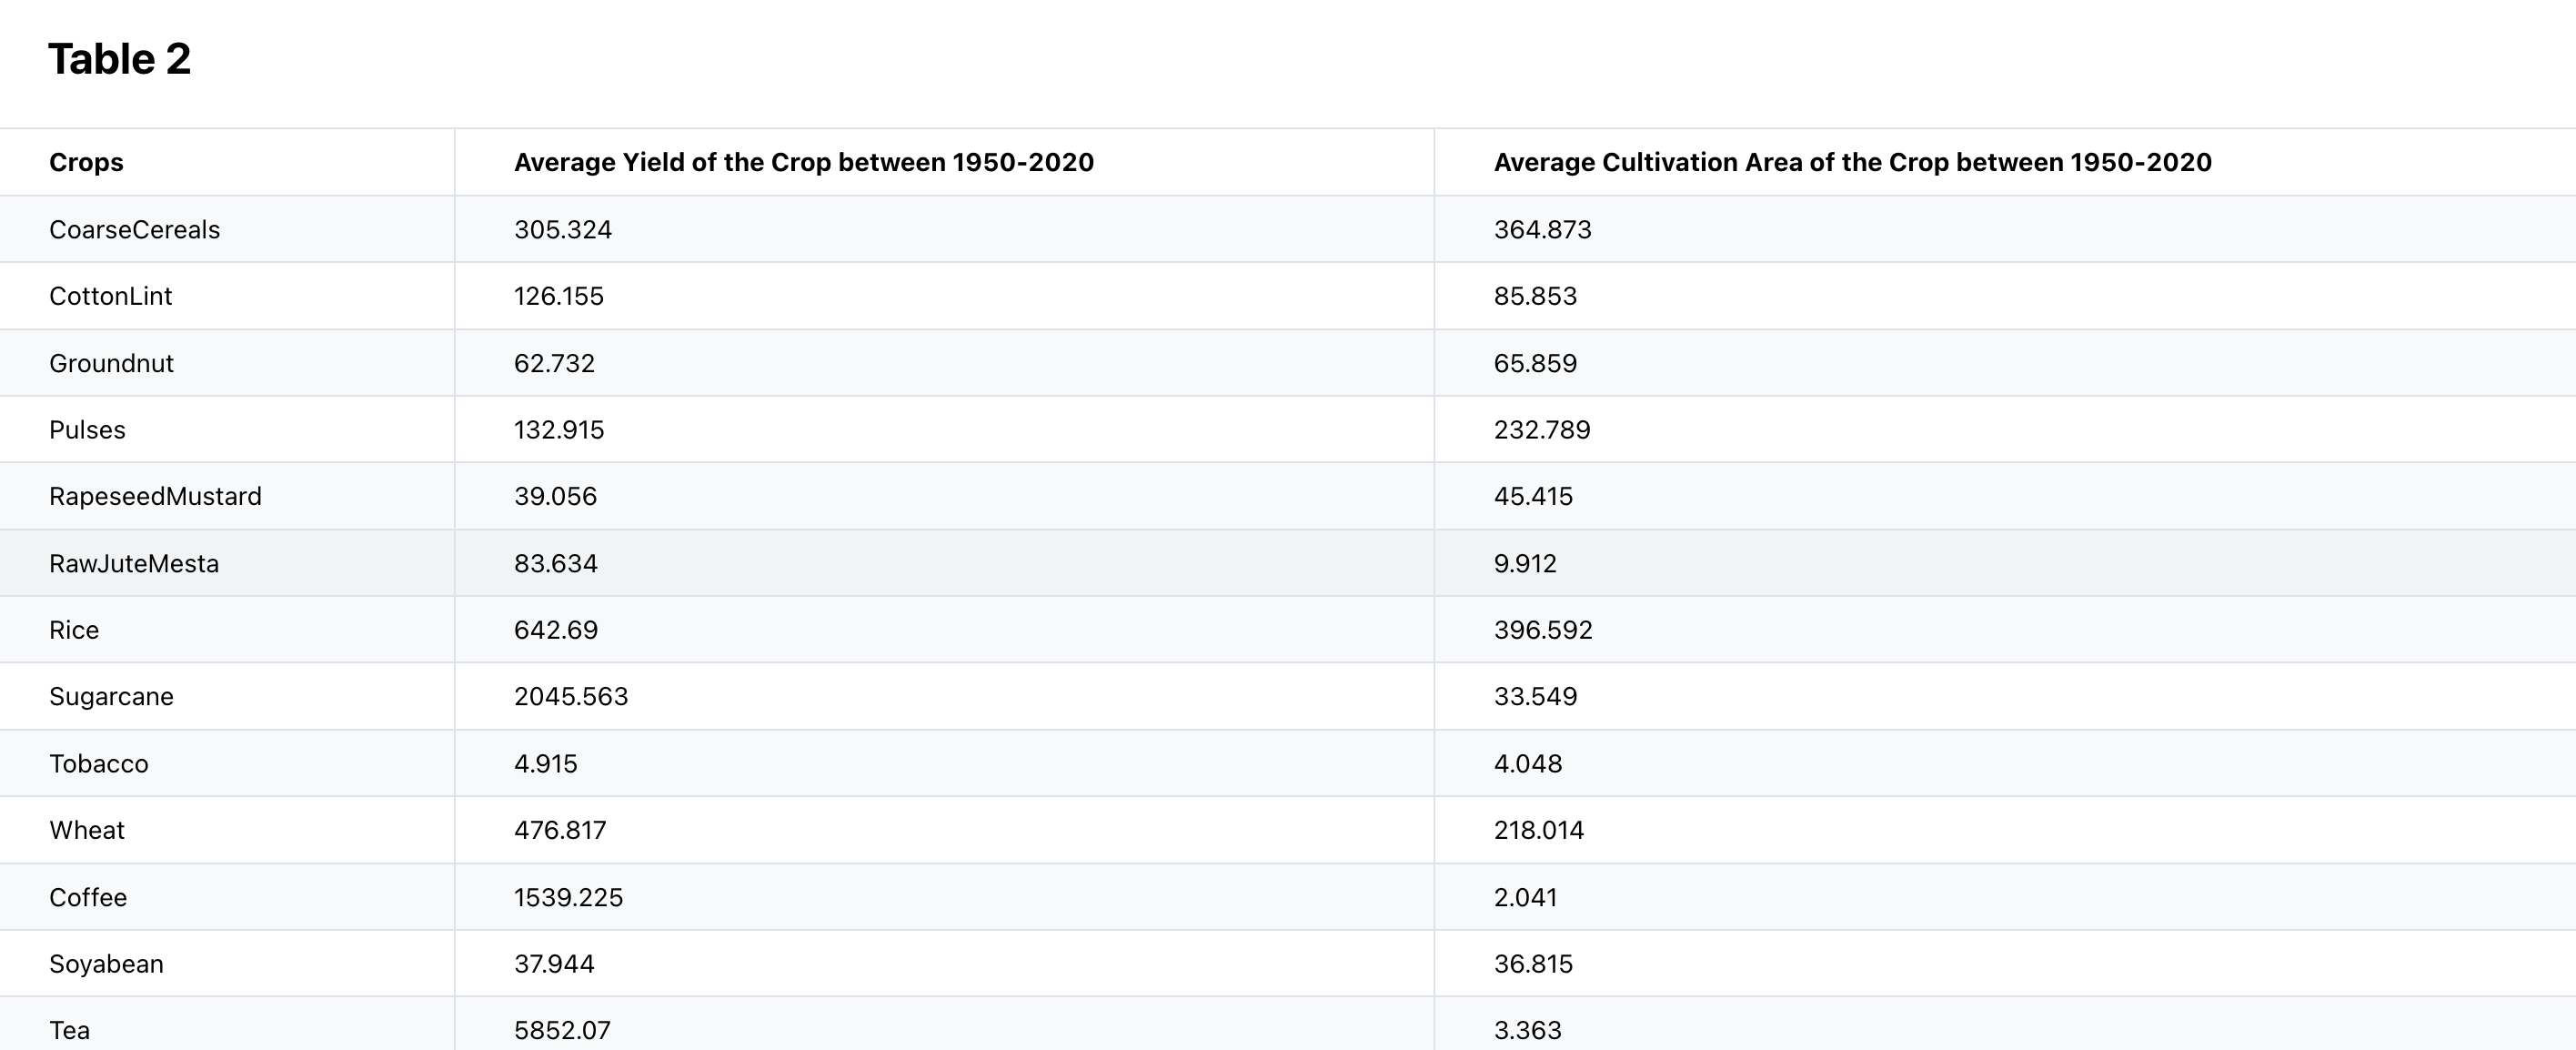 Table 2
Crops Average Yield of the Crop between 1950-2020 Average Cultivation Area of the Crop between 1950-2020
CoarseCereals 305.324 364.873
CottonLint 126.155 85.853
Groundnut 62.732 65.859
Pulses 132.915 232.789
RapeseedMustard 39.056 45.415
RawJuteMesta 83.634 9.912
Rice 642.69 396.592
Sugarcane 2045.563 33.549
Tobacco 4.915 4.048
Wheat 476.817 218.014
Coffee 1539.225 2.041
Soyabean 37.944 36.815
Tea 5852.07 3.363